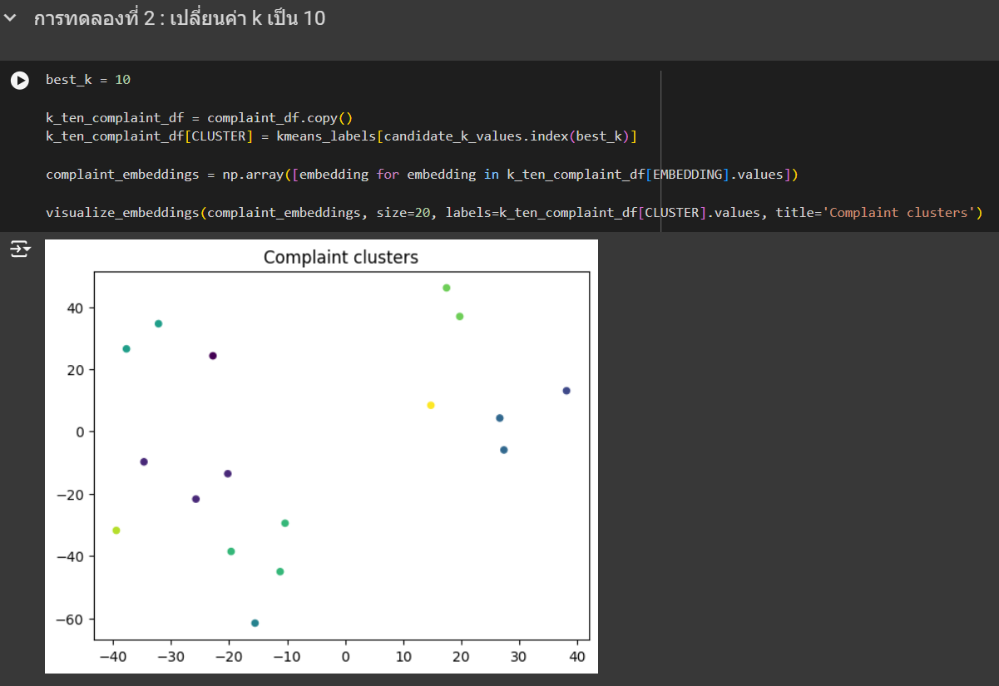 การทดลองที่ 2 : เปลี่ยนค่า k เป็น 10
best_k = 10
k_ten_complaint_df = complaint_df.copy()
k_ten_complaint_df[CLUSTER] = kmeans_labels[candidate_k_values.index(best_k)]
complaint_embeddings = np.array([embedding for embedding in k_ten_complaint_df[EMBEDDING].values])
visualize_embeddings(complaint_embeddings, size=20, labels=k_ten_complaint_df[CLUSTER].values, title='Complaint clusters')
Complaint clusters
40
20
0
−20
−40
−60
−40 −30 −20 −10 0 10 20 30 40